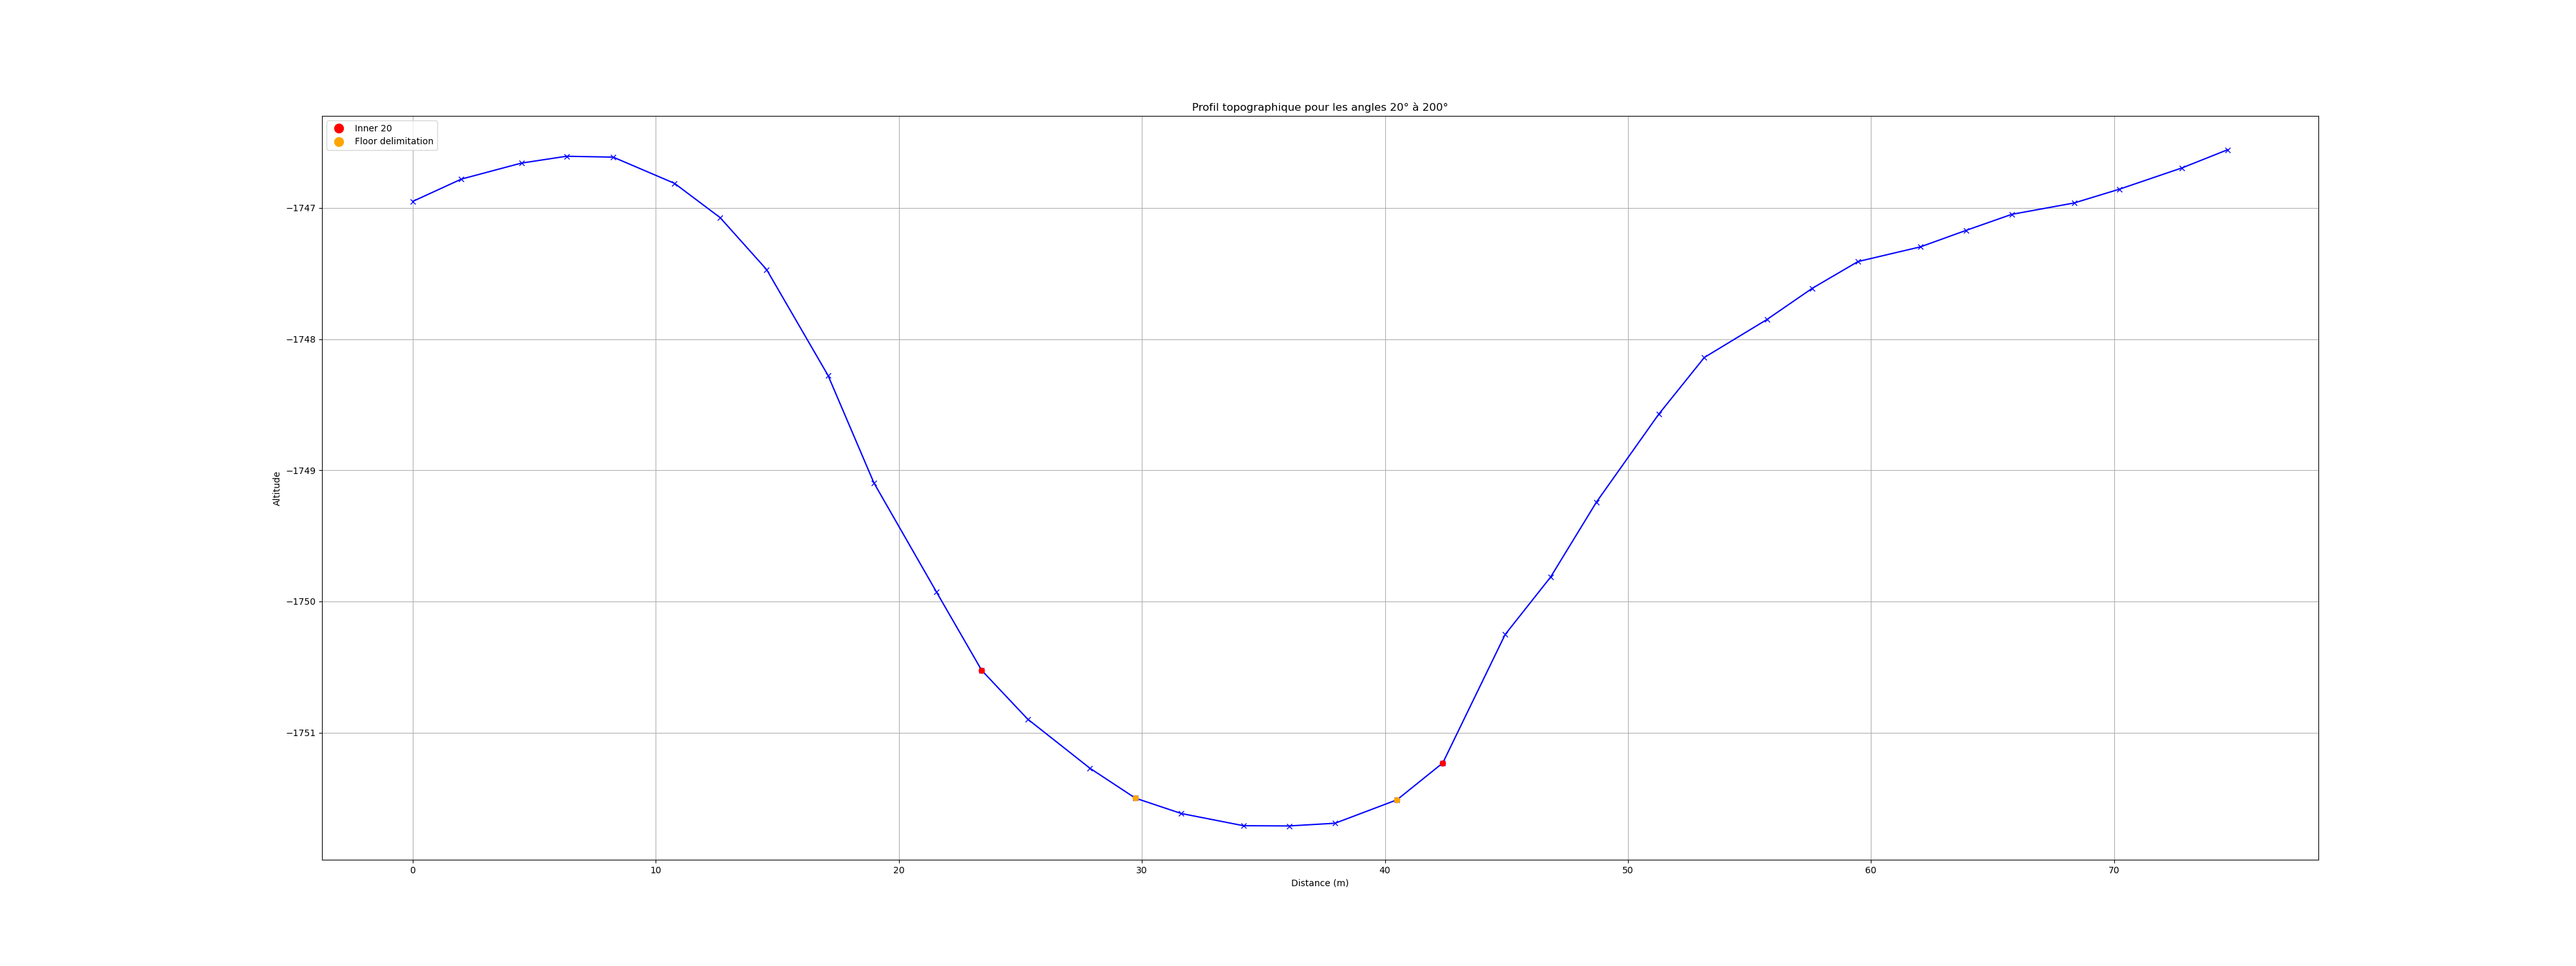 Profil topographique pour les angles 20° à 200°
Inner 20
Floor delimitation
−1747
−1748
−1749
−1750
−1751
Altitude
0 10 20 30 40 50 60 70
Distance (m)